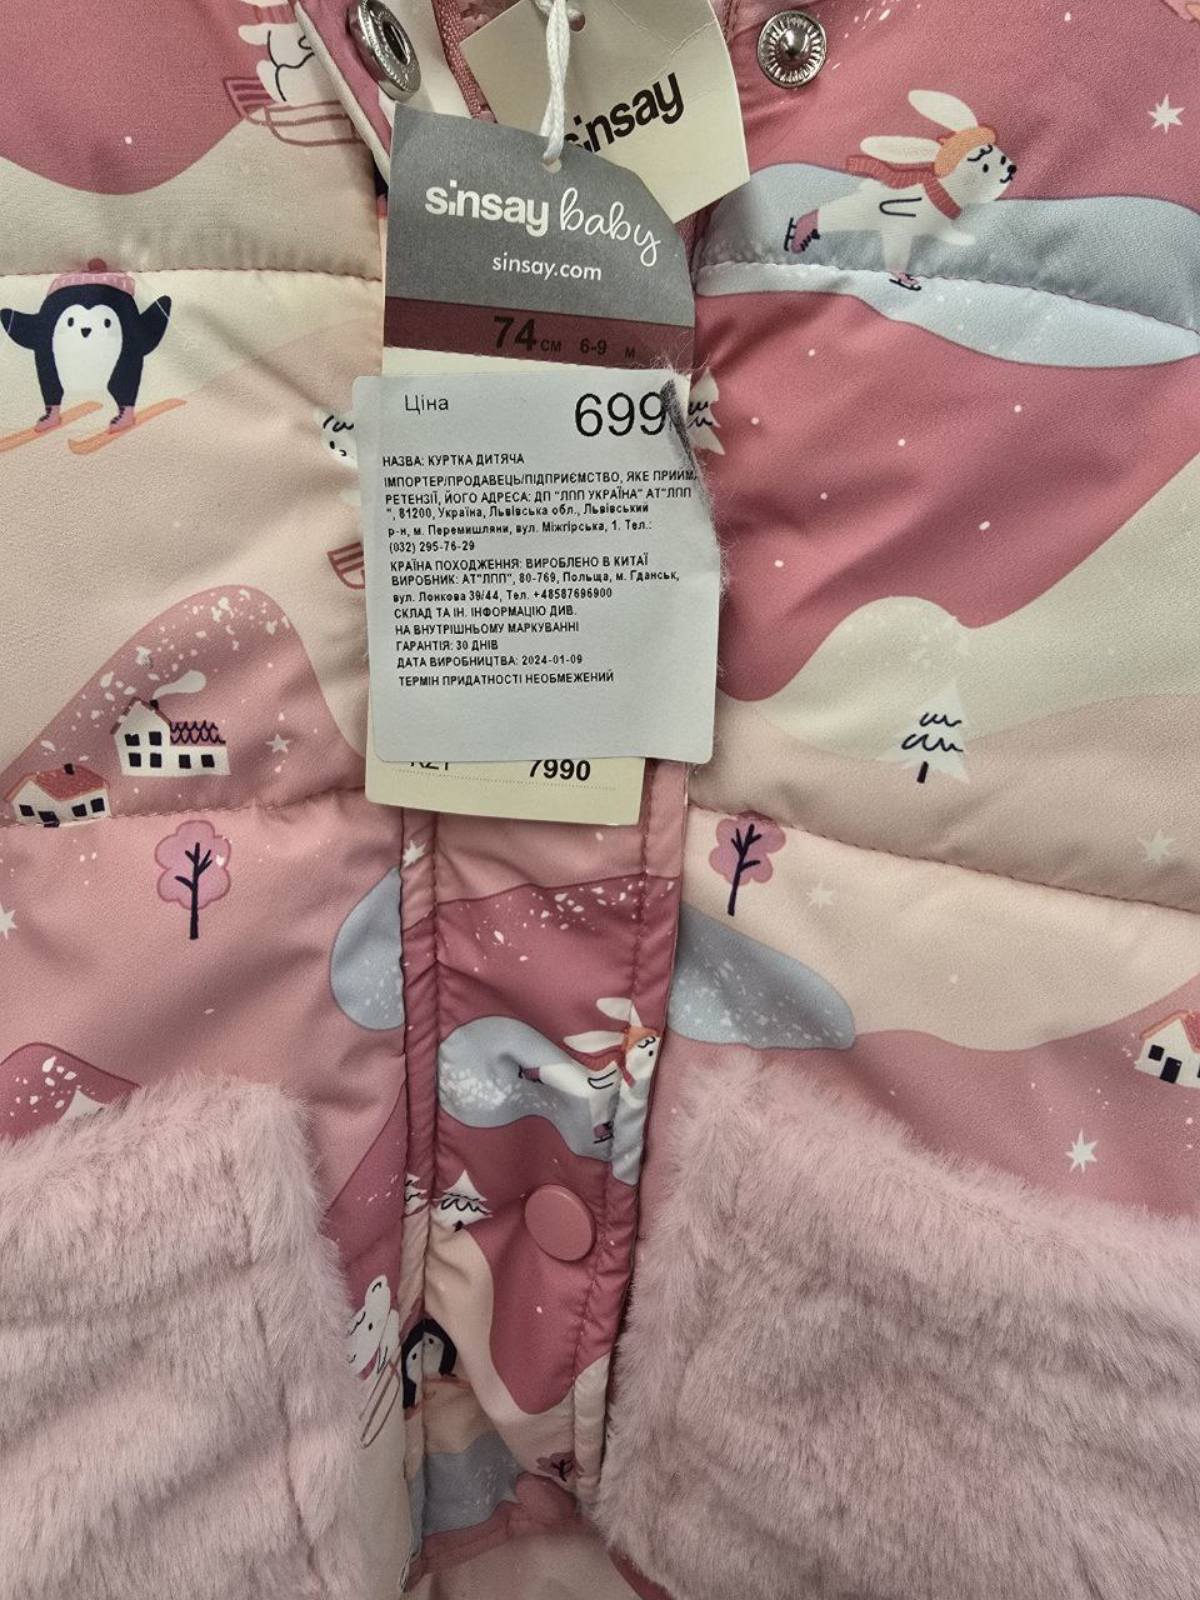 sinsay
sinsay baby
sinsay.com
74 см 6-9 м
Ціна 699
НАЗВА: КУРТКА ДИТЯЧА
ІМПОРТЕР/ПРОДАВЕЦЬ/ПІДПРИЄМСТВО, ЯКЕ ПРИЙМ
РЕТЕНЗІЇ, ЙОГО АДРЕСА: ДП "ЛПП УКРАЇНА" АТ"ЛПП
", 81200, Україна, Львівська обл., Львівський
р-н, м. Перемишляни, вул. Міжгірська, 1. Тел.:
(032) 295-76-29
КРАЇНА ПОХОДЖЕННЯ: ВИРОБЛЕНО В КИТАЇ
ВИРОБНИК: АТ"ЛПП", 80-769, Польща, м. Гданськ,
вул. Лонкова 39/44, Тел. +48587696900
СКЛАД ТА ІН. ІНФОРМАЦІЮ ДИВ.
НА ВНУТРІШНЬОМУ МАРКУВАННІ
ГАРАНТІЯ: 30 ДНІВ
ДАТА ВИРОБНИЦТВА: 2024-01-09
ТЕРМІН ПРИДАТНОСТІ НЕОБМЕЖЕНИЙ
KZT 7990